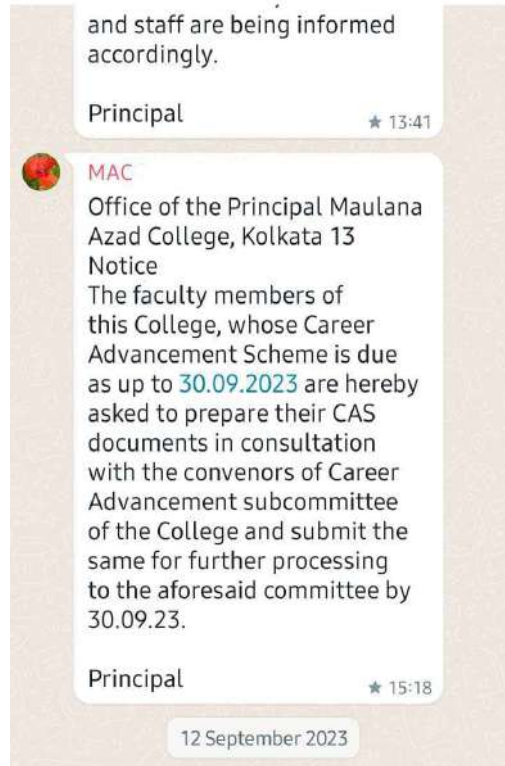 and staff are being informed
accordingly.
Principal
★ 13:41
MAC
Office of the Principal Maulana
Azad College, Kolkata 13
Notice
The faculty members of
this College, whose Career
Advancement Scheme is due
as up to 30.09.2023 are hereby
asked to prepare their CAS
documents in consultation
with the convenors of Career
Advancement subcommittee
of the College and submit the
same for further processing
to the aforesaid committee by
30.09.23.
Principal
★ 15:18
12 September 2023